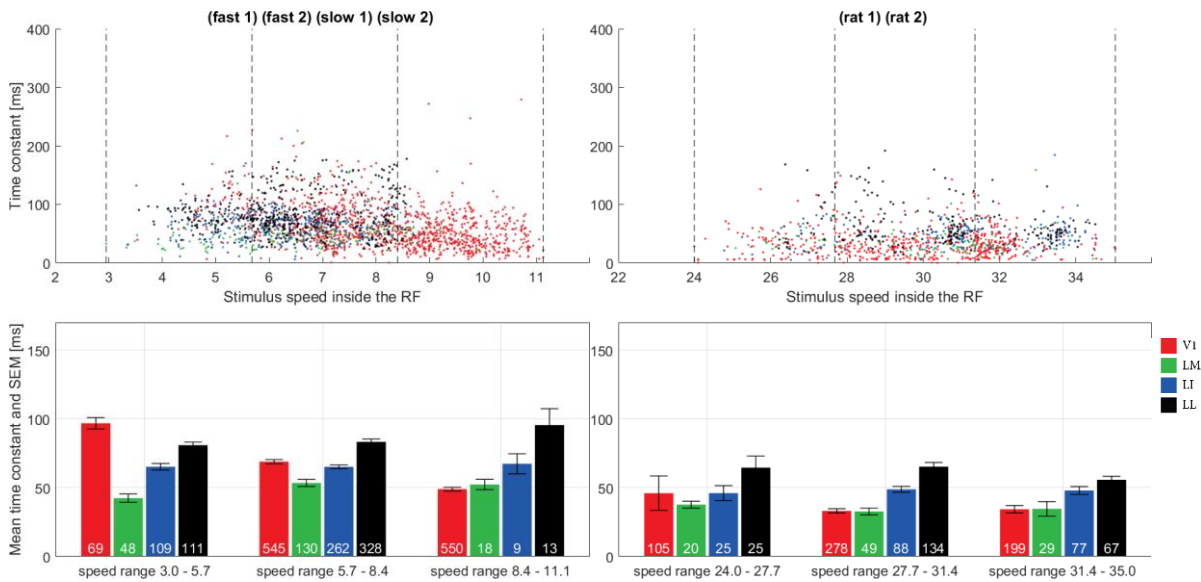 (fast 1) (fast 2) (slow 1) (slow 2)
(rat 1) (rat 2)
Time constant [ms]
400
300
200
100
0
2 3 4 5 6 7 8 9 10 11
Stimulus speed inside the RF
400
300
200
100
0
22 24 26 28 30 32 34
Stimulus speed inside the RF
Mean time constant and SEM [ms]
150
100
50
0
69 48 109 111 545 130 262 328 550 18 9 13
speed range 3.0 - 5.7 speed range 5.7 - 8.4 speed range 8.4 - 11.1
150
100
50
0
105 20 25 25 278 49 88 134 199 29 77 67
speed range 24.0 - 27.7 speed range 27.7 - 31.4 speed range 31.4 - 35.0
V1
LM
LI
LL